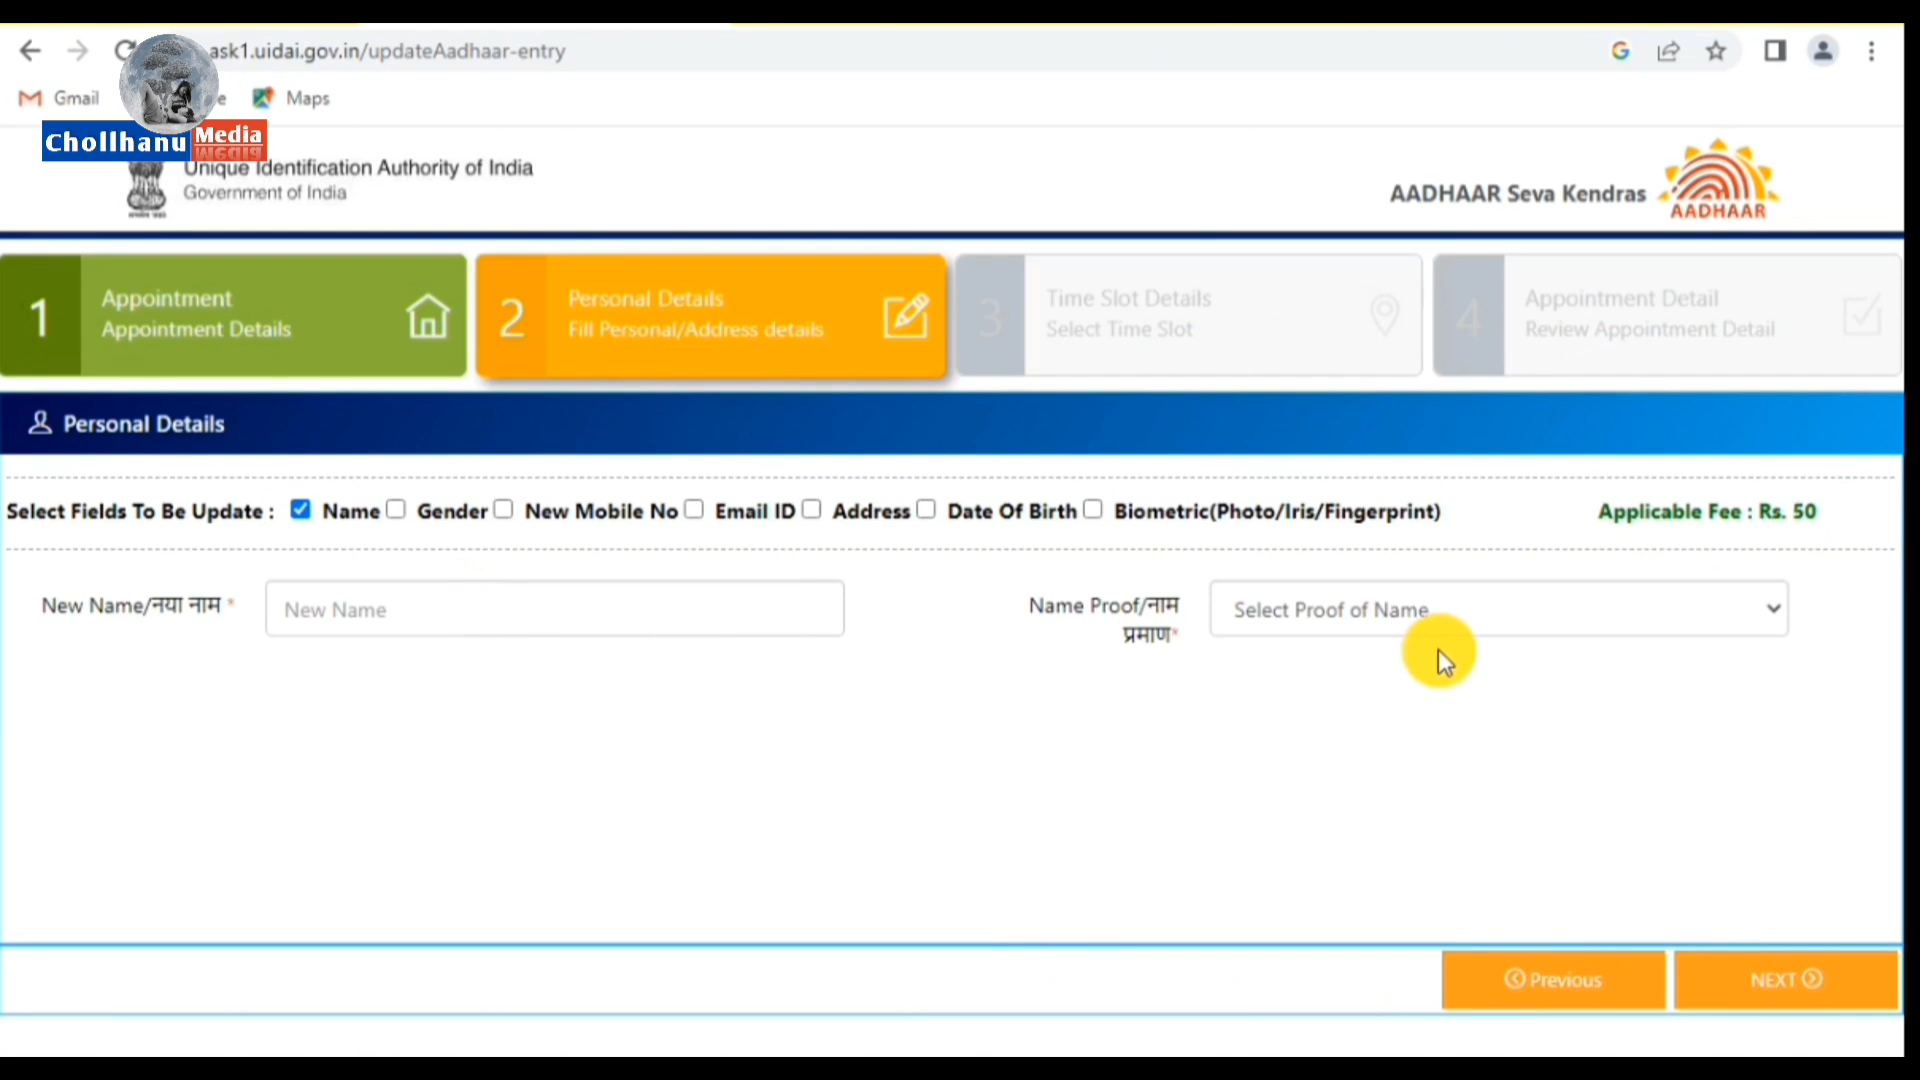 ask1.uidai.gov.in/updateAadhaar-entry
Gmail
Maps
Chollhanu Media
Unique Identification Authority of India
Government of India
AADHAAR Seva Kendras
AADHAAR
1
Appointment
Appointment Details
2
Personal Details
Fill Personal/Address details
3
Time Slot Details
Select Time Slot
4
Appointment Detail
Review Appointment Detail
Personal Details
Select Fields To Be Update : Name Gender New Mobile No Email ID Address Date Of Birth Biometric(Photo/Iris/Fingerprint) Applicable Fee : Rs. 50
New Name/नया नाम *
New Name
Name Proof/नाम
प्रमाण*
Select Proof of Name
Previous
NEXT